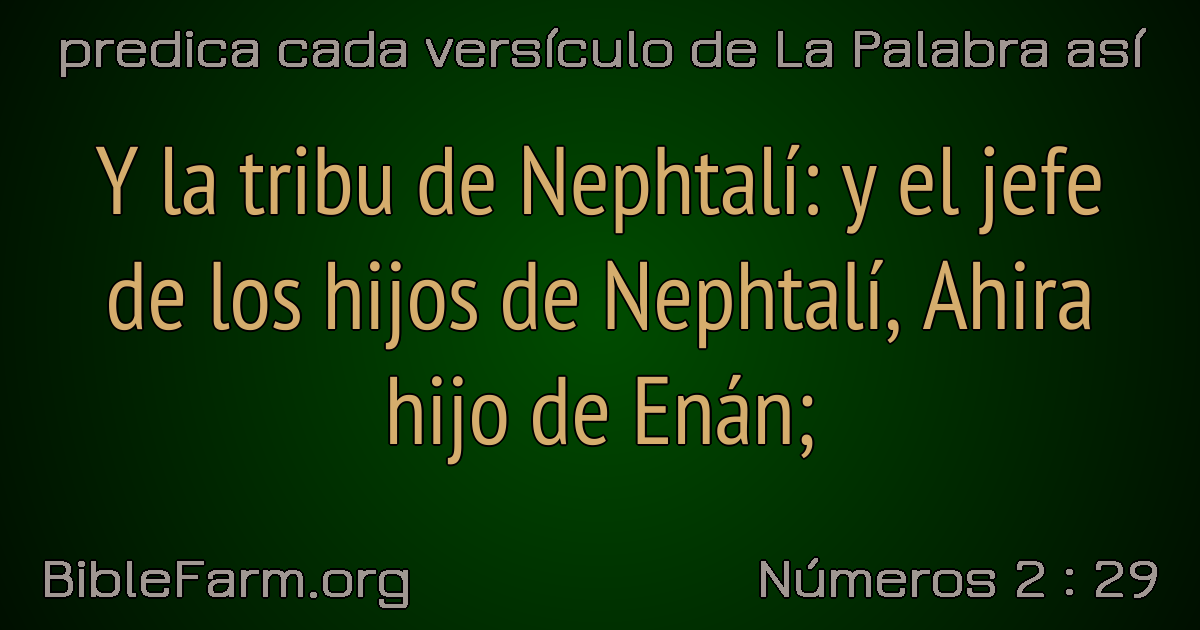 predica cada versículo de La Palabra así
Y la tribu de Nephtalí: y el jefe
de los hijos de Nephtalí, Ahira
hijo de Enán;
BibleFarm.org
Números 2 : 29